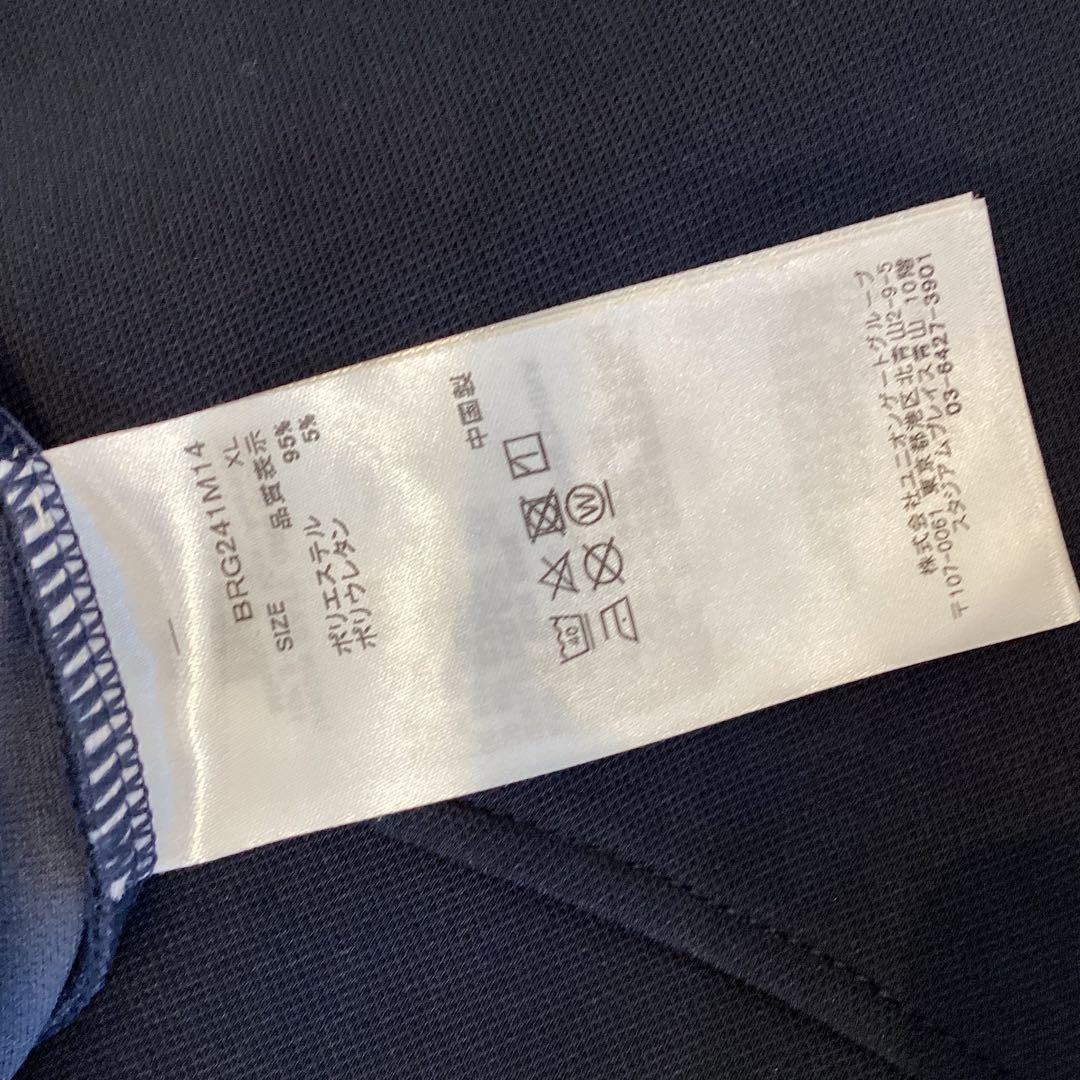 BRG241M14
SIZE XL
品質表示
ポリエステル 95%
ポリウレタン 5%
中国製
40
W
株式会社ユニオンゲートグループ
〒107-0061 東京都港区北青山2-9-5
スタジアムプレイス青山 10階
03-6427-3901